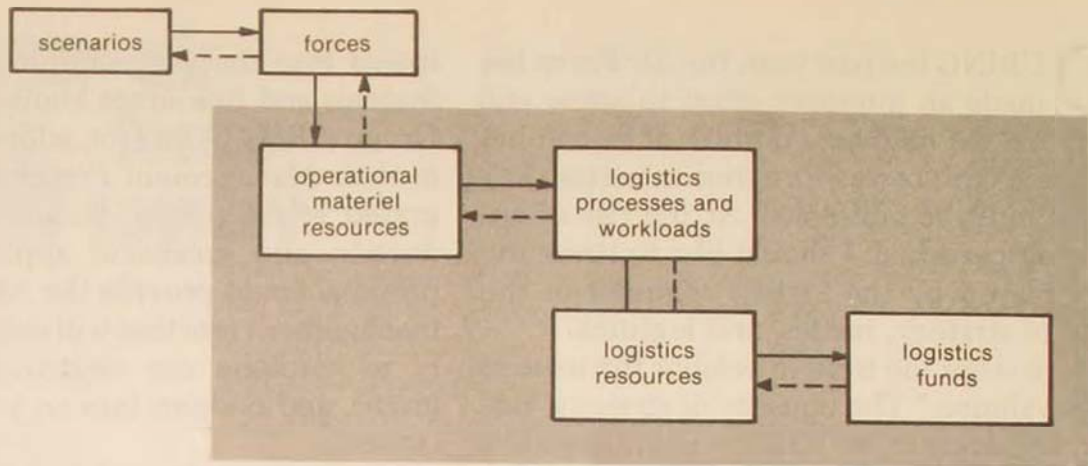 scenarios
forces
operational
materiel
resources
logistics
processes and
workloads
logistics
resources
logistics
funds